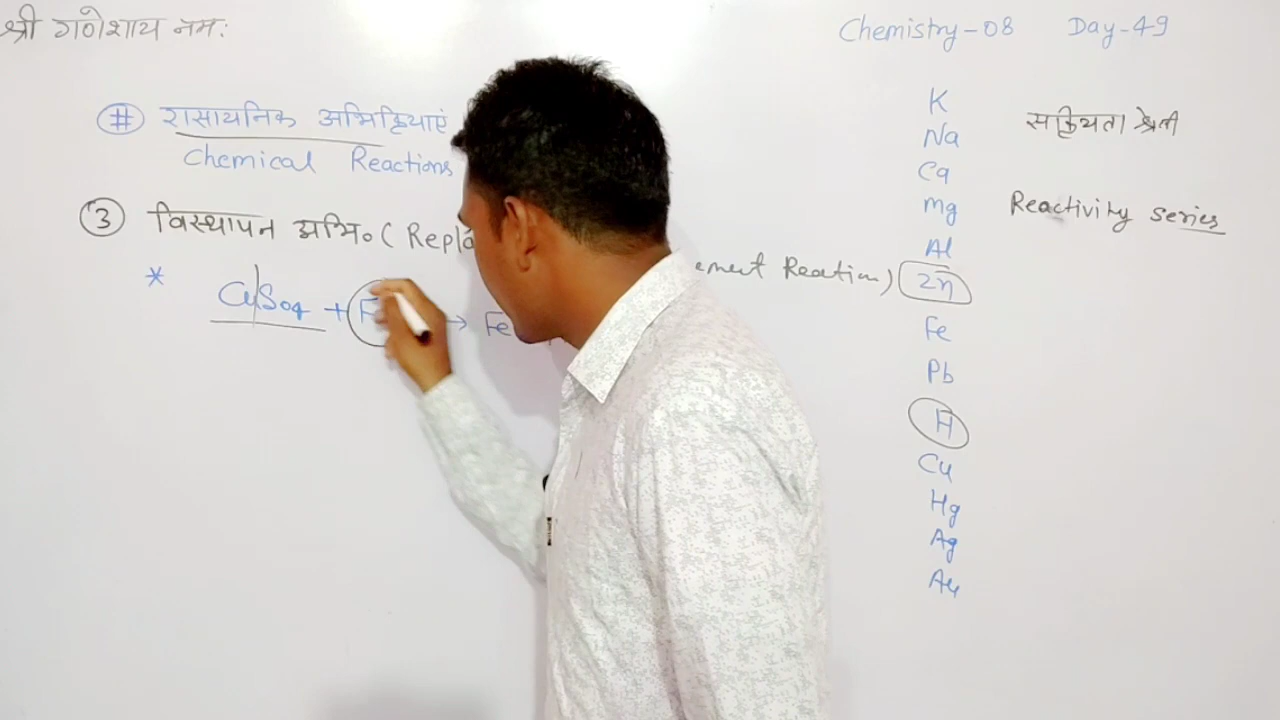 श्री गणेशाय नमः
Chemistry-08 Day-49
# रासायनिक अभिक्रियाएं
Chemical Reactions
③ विस्थापन अभि० ( Repla ement Reaction)
* CuSO4 + F → Fe
K
Na
Ca
Mg
Al
Zn
Fe
Pb
H
Cu
Hg
Ag
Au
सक्रियता श्रेणी
Reactivity series